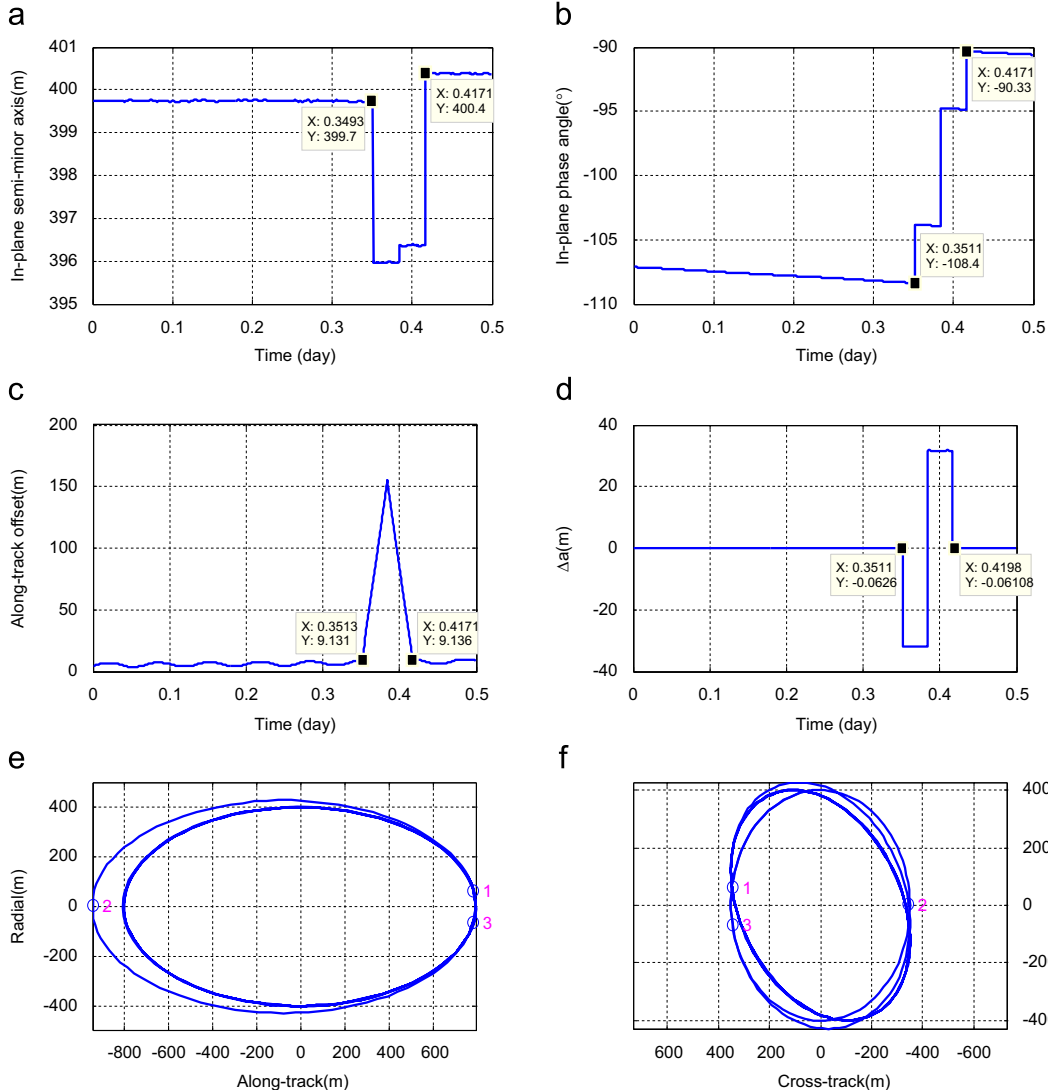 a
401
400
399
398
397
396
395
In-plane semi-minor axis(m)
X: 0.3493
Y: 399.7
X: 0.4171
Y: 400.4
0
0.1
0.2
0.3
0.4
0.5
Time (day)
b
-90
-95
-100
-105
-110
In-plane phase angle(°)
X: 0.4171
Y: -90.33
X: 0.3511
Y: -108.4
0
0.1
0.2
0.3
0.4
0.5
Time (day)
c
200
150
100
50
0
Along-track offset(m)
X: 0.3513
Y: 9.131
X: 0.4171
Y: 9.136
0
0.1
0.2
0.3
0.4
0.5
Time (day)
d
40
20
0
-20
-40
Δa(m)
X: 0.3511
Y: -0.0626
X: 0.4198
Y: -0.06108
0
0.1
0.2
0.3
0.4
0.5
Time (day)
e
400
200
0
-200
-400
Radial(m)
1
2
3
-800
-600
-400
-200
0
200
400
600
Along-track(m)
f
400
200
0
-20
-40
1
2
3
600
400
200
0
-200
-400
-600
Cross-track(m)